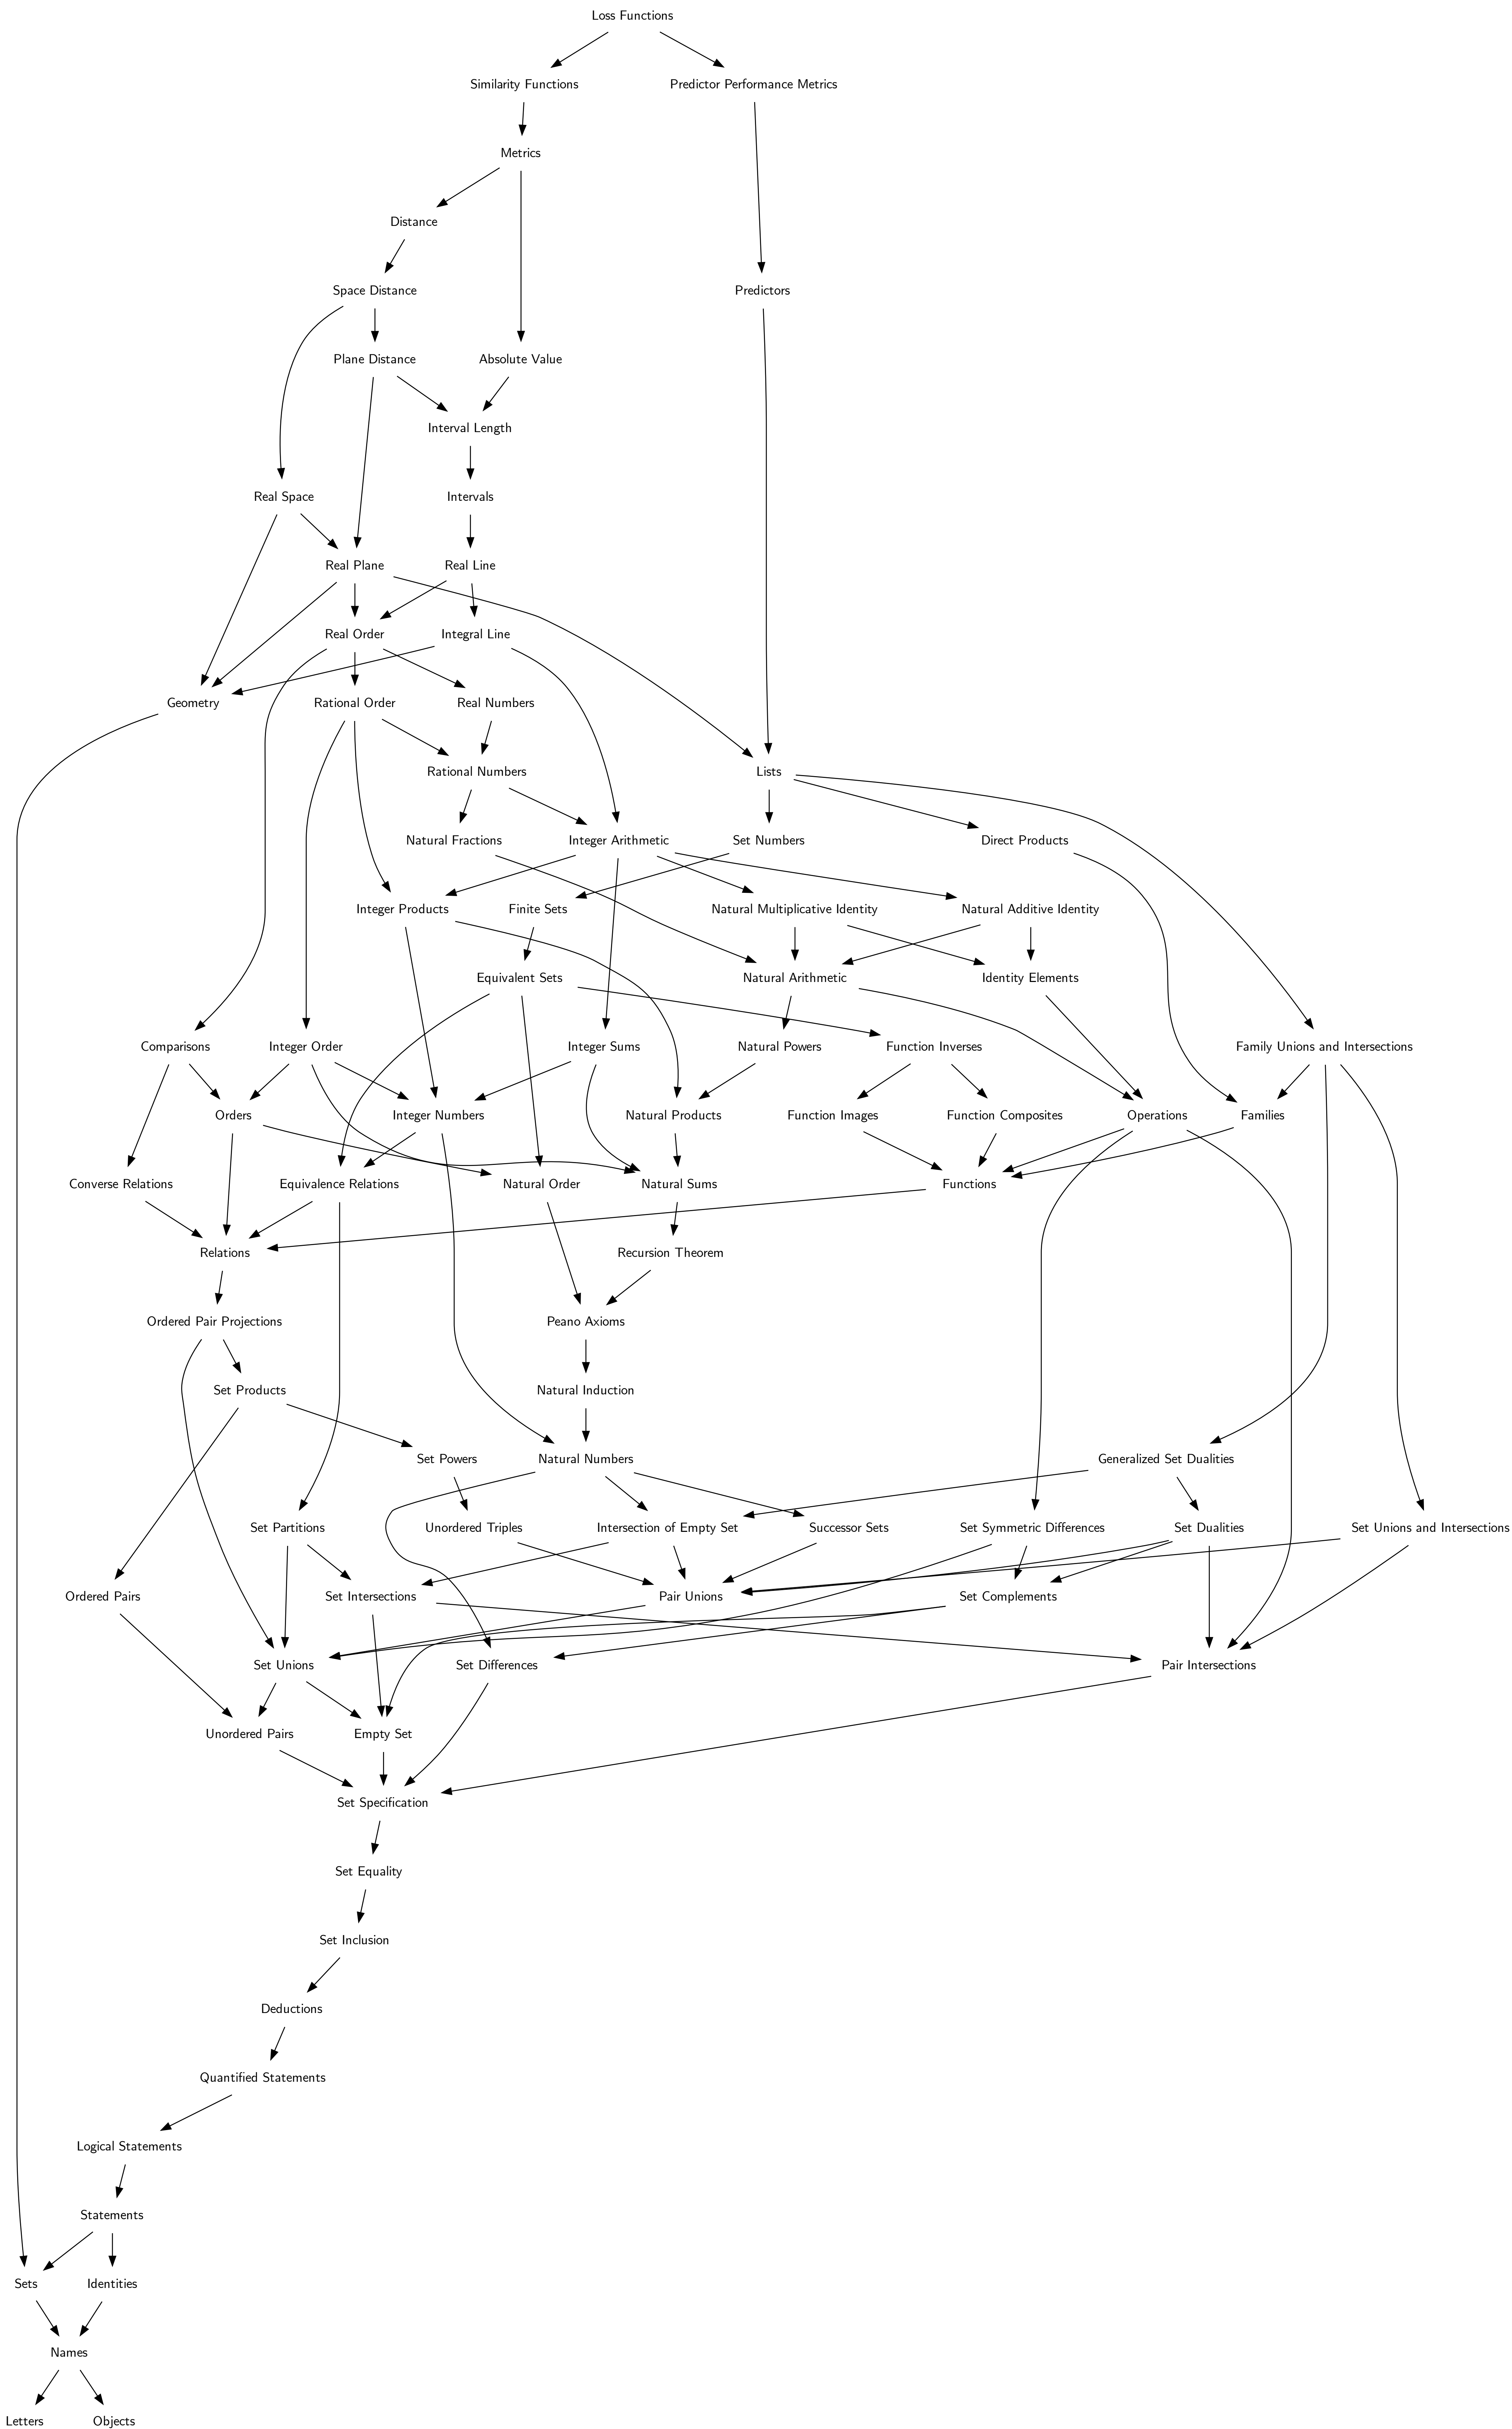 Loss Functions
Similarity Functions
Predictor Performance Metrics
Metrics
Distance
Space Distance
Predictors
Plane Distance
Absolute Value
Interval Length
Real Space
Intervals
Real Plane
Real Line
Real Order
Integral Line
Geometry
Rational Order
Real Numbers
Rational Numbers
Lists
Natural Fractions
Integer Arithmetic
Set Numbers
Direct Products
Integer Products
Finite Sets
Natural Multiplicative Identity
Natural Additive Identity
Equivalent Sets
Natural Arithmetic
Identity Elements
Comparisons
Integer Order
Integer Sums
Natural Powers
Function Inverses
Family Unions and Intersections
Orders
Integer Numbers
Natural Products
Function Images
Function Composites
Operations
Families
Converse Relations
Equivalence Relations
Natural Order
Natural Sums
Functions
Relations
Recursion Theorem
Ordered Pair Projections
Peano Axioms
Set Products
Natural Induction
Set Powers
Natural Numbers
Generalized Set Dualities
Set Partitions
Unordered Triples
Intersection of Empty Set
Successor Sets
Set Symmetric Differences
Set Dualities
Set Unions and Intersections
Ordered Pairs
Set Intersections
Pair Unions
Set Complements
Set Unions
Set Differences
Pair Intersections
Unordered Pairs
Empty Set
Set Specification
Set Equality
Set Inclusion
Deductions
Quantified Statements
Logical Statements
Statements
Sets
Identities
Names
Letters
Objects